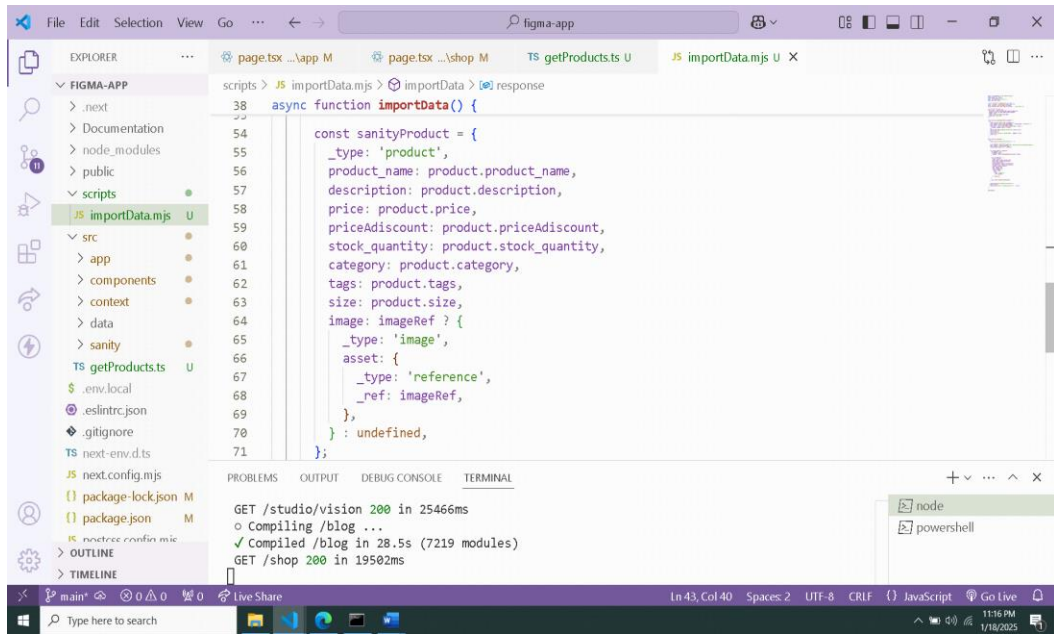 File Edit Selection View Go ··· figma-app
EXPLORER ···
page.tsx ...\app M page.tsx ...\shop M TS getProducts.ts U JS importData.mjs U
FIGMA-APP
.next
Documentation
node_modules
public
scripts
JS importData.mjs U
src
app
components
context
data
sanity
TS getProducts.ts U
$ .env.local
.eslintrc.json
.gitignore
TS next-env.d.ts
JS next.config.mjs
{} package-lock.json M
{} package.json M
JS postcss.config.mjs
OUTLINE
TIMELINE
scripts > JS importData.mjs > importData > response
38 async function importData() {
54 const sanityProduct = {
55 _type: 'product',
56 product_name: product.product_name,
57 description: product.description,
58 price: product.price,
59 priceAdiscount: product.priceAdiscount,
60 stock_quantity: product.stock_quantity,
61 category: product.category,
62 tags: product.tags,
63 size: product.size,
64 image: imageRef ? {
65 _type: 'image',
66 asset: {
67 _type: 'reference',
68 _ref: imageRef,
69 },
70 } : undefined,
71 };
PROBLEMS OUTPUT DEBUG CONSOLE TERMINAL
GET /studio/vision 200 in 25466ms
○ Compiling /blog ...
✓ Compiled /blog in 28.5s (7219 modules)
GET /shop 200 in 19502ms
node
powershell
main* 0 0 0 Live Share Ln 43, Col 40 Spaces: 2 UTF-8 CRLF {} JavaScript Go Live
Type here to search
11:16 PM
1/18/2025